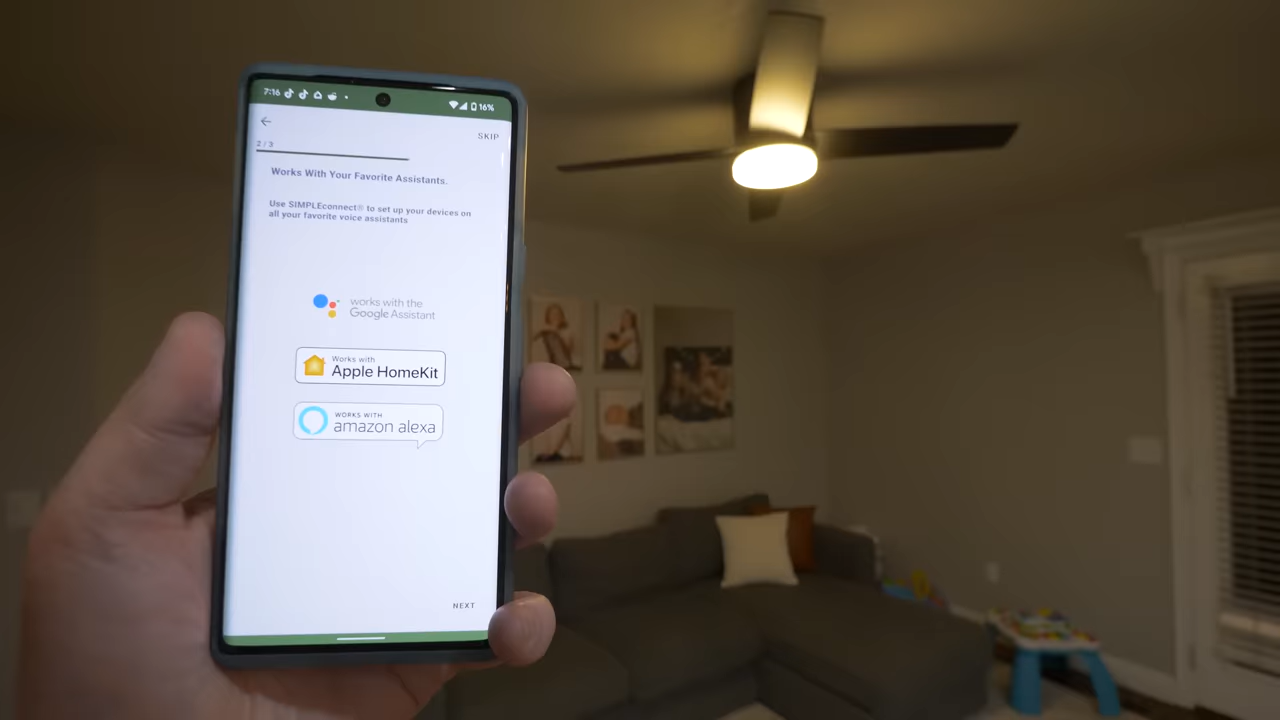 7:16
16%
SKIP
2 / 3
Works With Your Favorite Assistants.
Use SIMPLEconnect® to set up your devices on
all your favorite voice assistants
works with the
Google Assistant
Works with
Apple HomeKit
WORKS WITH
amazon alexa
NEXT